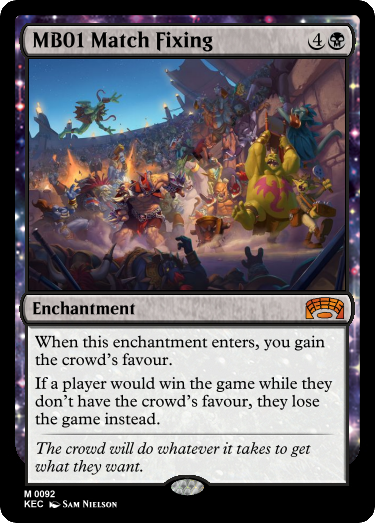 MB01 Match Fixing 4
Enchantment
When this enchantment enters, you gain
the crowd's favour.
If a player would win the game while they
don't have the crowd's favour, they lose
the game instead.
The crowd will do whatever it takes to get
what they want.
M 0092
KEC Sam Nielson